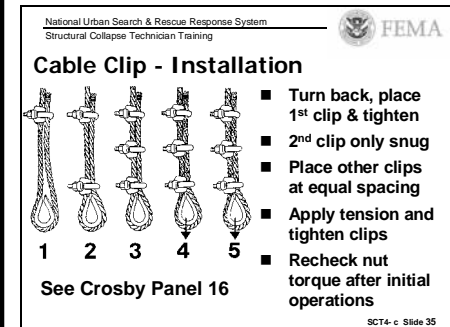 National Urban Search & Rescue Response System
Structural Collapse Technician Training
FEMA
Cable Clip - Installation
■ Turn back, place
1st clip & tighten
■ 2nd clip only snug
■ Place other clips
at equal spacing
■ Apply tension and
tighten clips
■ Recheck nut
torque after initial
operations
1 2 3 4 5
See Crosby Panel 16
SCT4- c Slide 35